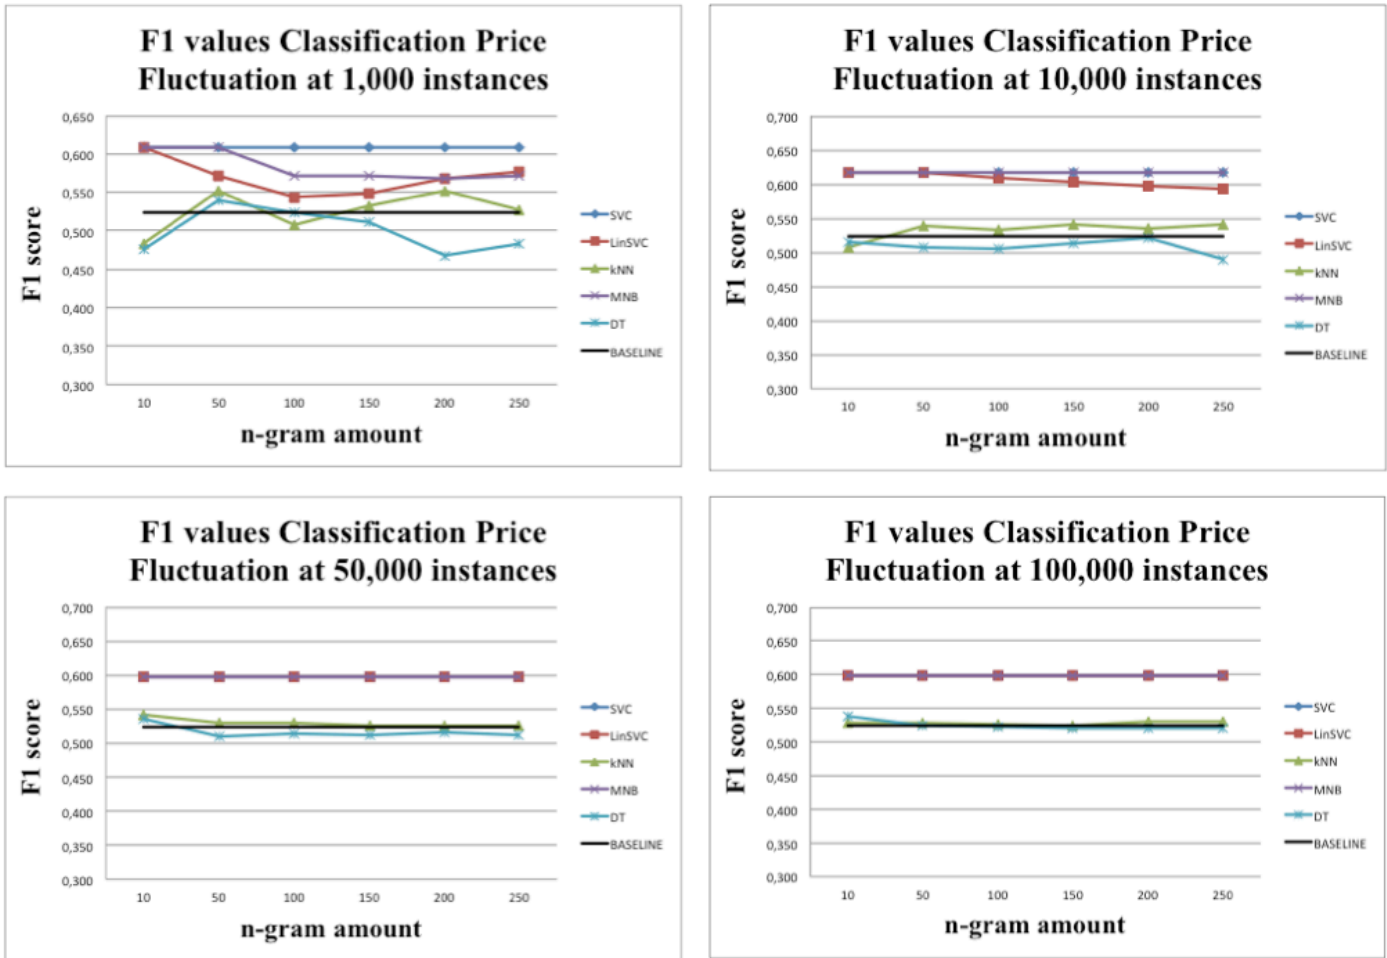 F1 values Classification Price
Fluctuation at 1,000 instances
0,650
0,600
0,550
0,500
0,450
0,400
0,350
0,300
F1 score
10 50 100 150 200 250
n-gram amount
SVC
LinSVC
kNN
MNB
DT
BASELINE
F1 values Classification Price
Fluctuation at 10,000 instances
0,700
0,650
0,600
0,550
0,500
0,450
0,400
0,350
0,300
F1 score
10 50 100 150 200 250
n-gram amount
SVC
LinSVC
kNN
MNB
DT
BASELINE
F1 values Classification Price
Fluctuation at 50,000 instances
0,700
0,650
0,600
0,550
0,500
0,450
0,400
0,350
0,300
F1 score
10 50 100 150 200 250
n-gram amount
SVC
LinSVC
kNN
MNB
DT
BASELINE
F1 values Classification Price
Fluctuation at 100,000 instances
0,700
0,650
0,600
0,550
0,500
0,450
0,400
0,350
0,300
F1 score
10 50 100 150 200 250
n-gram amount
SVC
LinSVC
kNN
MNB
DT
BASELINE